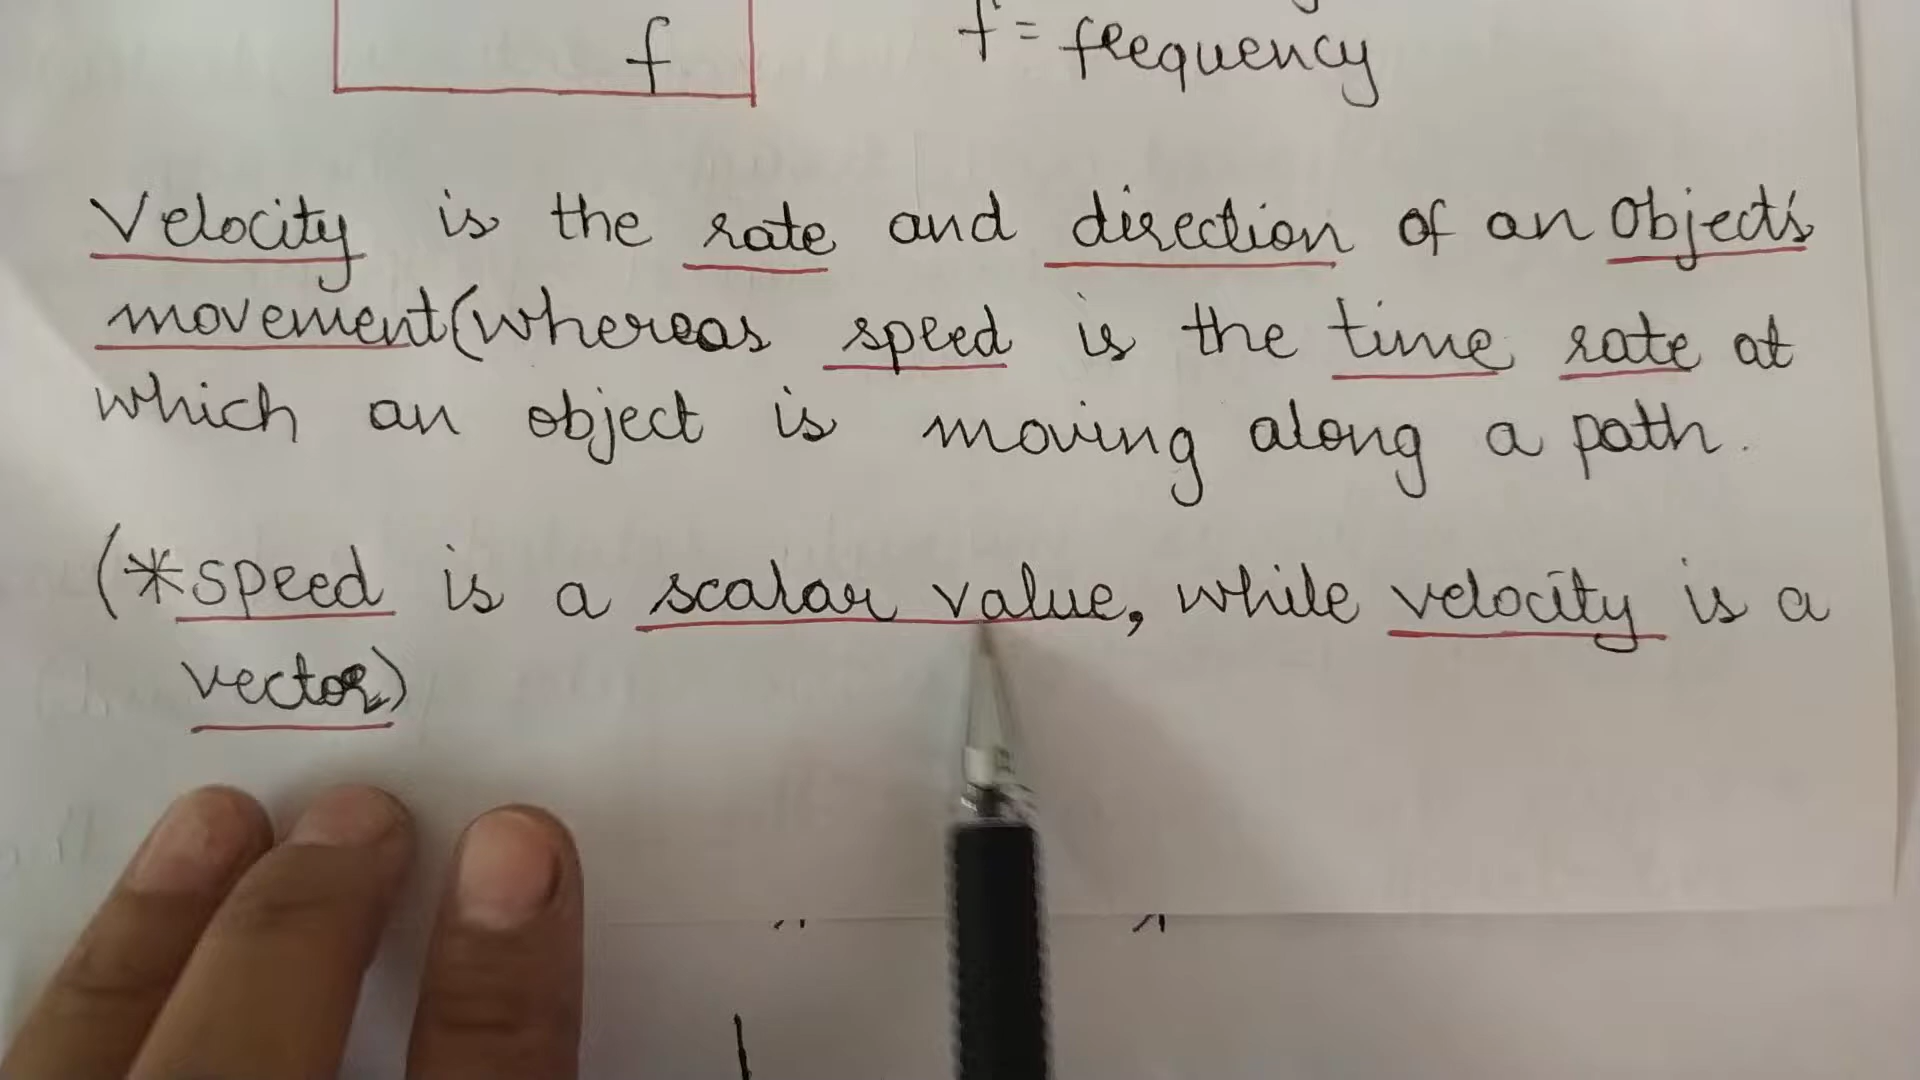 f
f = frequency
Velocity is the rate and direction of an object's
movement(whereas speed is the time rate at
which an object is moving along a path.
(*speed is a scalar value, while velocity is a
vector)